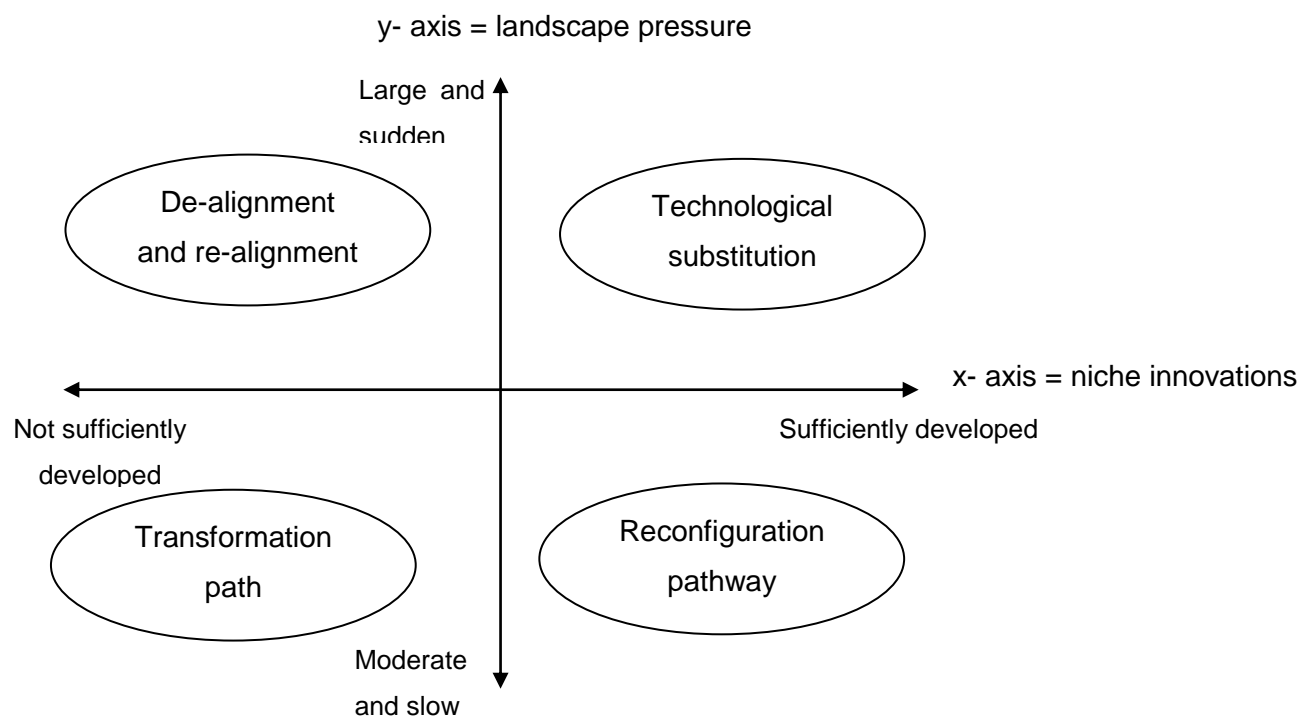 y- axis = landscape pressure
Large and
sudden
De-alignment
and re-alignment
Technological
substitution
x- axis = niche innovations
Not sufficiently
developed
Sufficiently developed
Transformation
path
Reconfiguration
pathway
Moderate
and slow